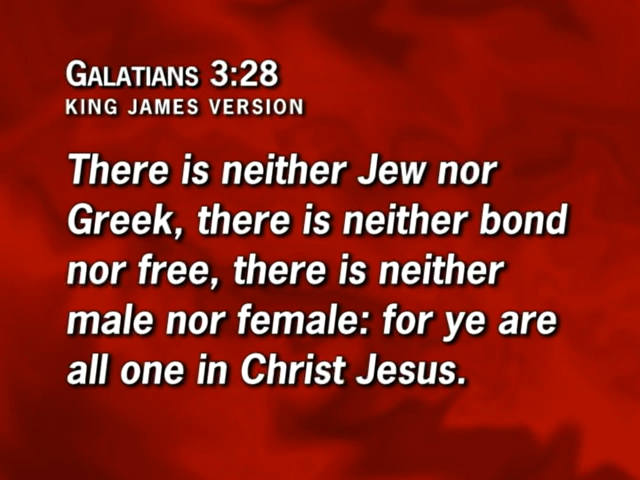 GALATIANS 3:28
KING JAMES VERSION
There is neither Jew nor
Greek, there is neither bond
nor free, there is neither
male nor female: for ye are
all one in Christ Jesus.